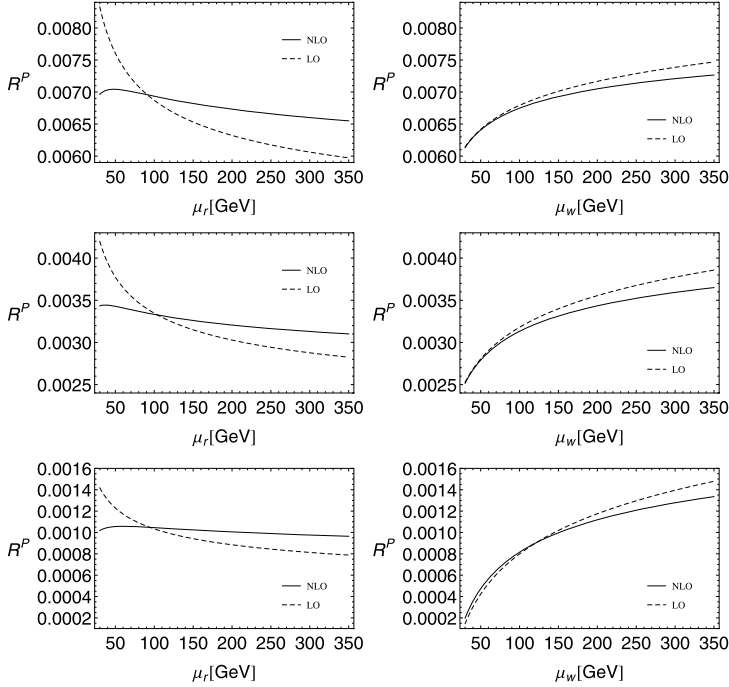 0.0080
0.0075
0.0070
0.0065
0.0060
R^P
NLO
LO
50 100 150 200 250 300 350
μ_r[GeV]
0.0080
0.0075
0.0070
0.0065
0.0060
R^P
NLO
LO
50 100 150 200 250 300 350
μ_w[GeV]
0.0040
0.0035
0.0030
0.0025
R^P
NLO
LO
50 100 150 200 250 300 350
μ_r[GeV]
0.0040
0.0035
0.0030
0.0025
R^P
NLO
LO
50 100 150 200 250 300 350
μ_w[GeV]
0.0016
0.0014
0.0012
0.0010
0.0008
0.0006
0.0004
0.0002
R^P
NLO
LO
50 100 150 200 250 300 350
μ_r[GeV]
0.0016
0.0014
0.0012
0.0010
0.0008
0.0006
0.0004
0.0002
R^P
NLO
LO
50 100 150 200 250 300 350
μ_w[GeV]